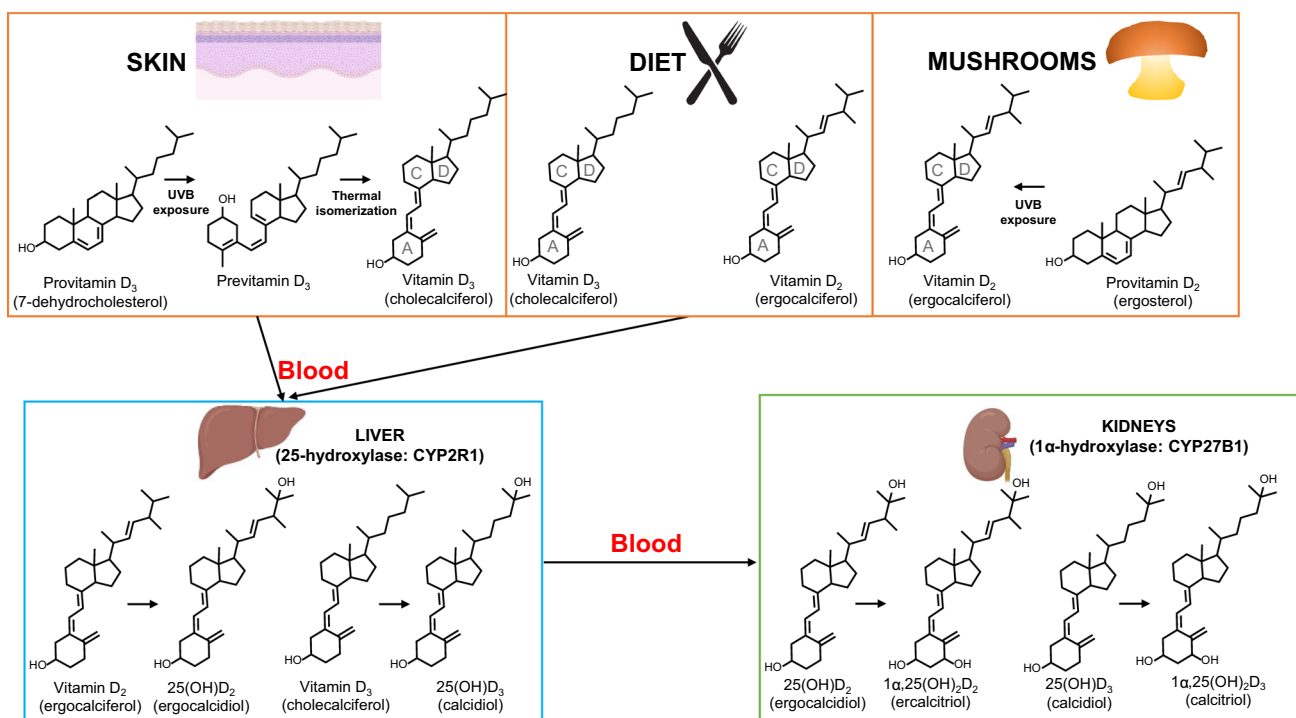 SKIN
OH
HO
UVB
exposure
Thermal
isomerization
C
D
A
HO
Provitamin D₃
(7-dehydrocholesterol)
Previtamin D₃
Vitamin D₃
(cholecalciferol)
DIET
C
D
A
HO
C
D
A
HO
Vitamin D₃
(cholecalciferol)
Vitamin D₂
(ergocalciferol)
MUSHROOMS
C
D
A
HO
UVB
exposure
HO
Vitamin D₂
(ergocalciferol)
Provitamin D₂
(ergosterol)
Blood
LIVER
(25-hydroxylase: CYP2R1)
OH
OH
HO
HO
HO
HO
Vitamin D₂
(ergocalciferol)
25(OH)D₂
(ergocalcidiol)
Vitamin D₃
(cholecalciferol)
25(OH)D₃
(calcidiol)
Blood
KIDNEYS
(1α-hydroxylase: CYP27B1)
OH
OH
OH
OH
HO
HO
OH
HO
HO
OH
25(OH)D₂
(ergocalcidiol)
1α,25(OH)₂D₂
(ercalcitriol)
25(OH)D₃
(calcidiol)
1α,25(OH)₂D₃
(calcitriol)